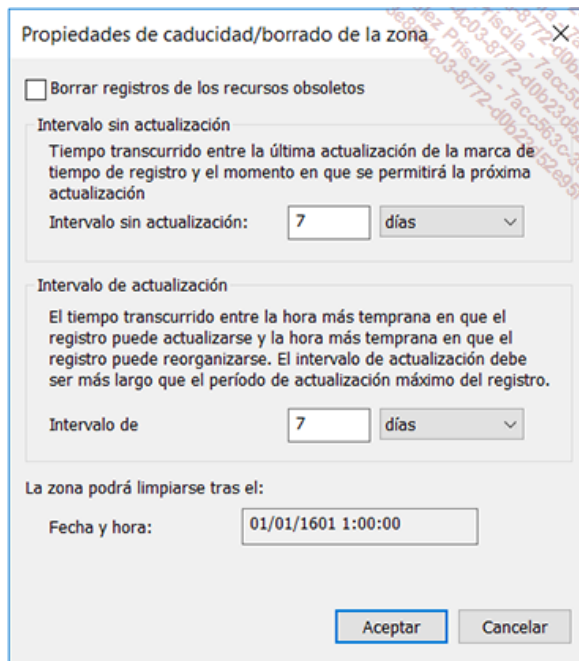 Propiedades de caducidad/borrado de la zona
Borrar registros de los recursos obsoletos
Intervalo sin actualización
Tiempo transcurrido entre la última actualización de la marca de
tiempo de registro y el momento en que se permitirá la próxima
actualización
Intervalo sin actualización: 7 días
Intervalo de actualización
El tiempo transcurrido entre la hora más temprana en que el
registro puede actualizarse y la hora más temprana en que el
registro puede reorganizarse. El intervalo de actualización debe
ser más largo que el período de actualización máximo del registro.
Intervalo de 7 días
La zona podrá limpiarse tras el:
Fecha y hora: 01/01/1601 1:00:00
Aceptar Cancelar